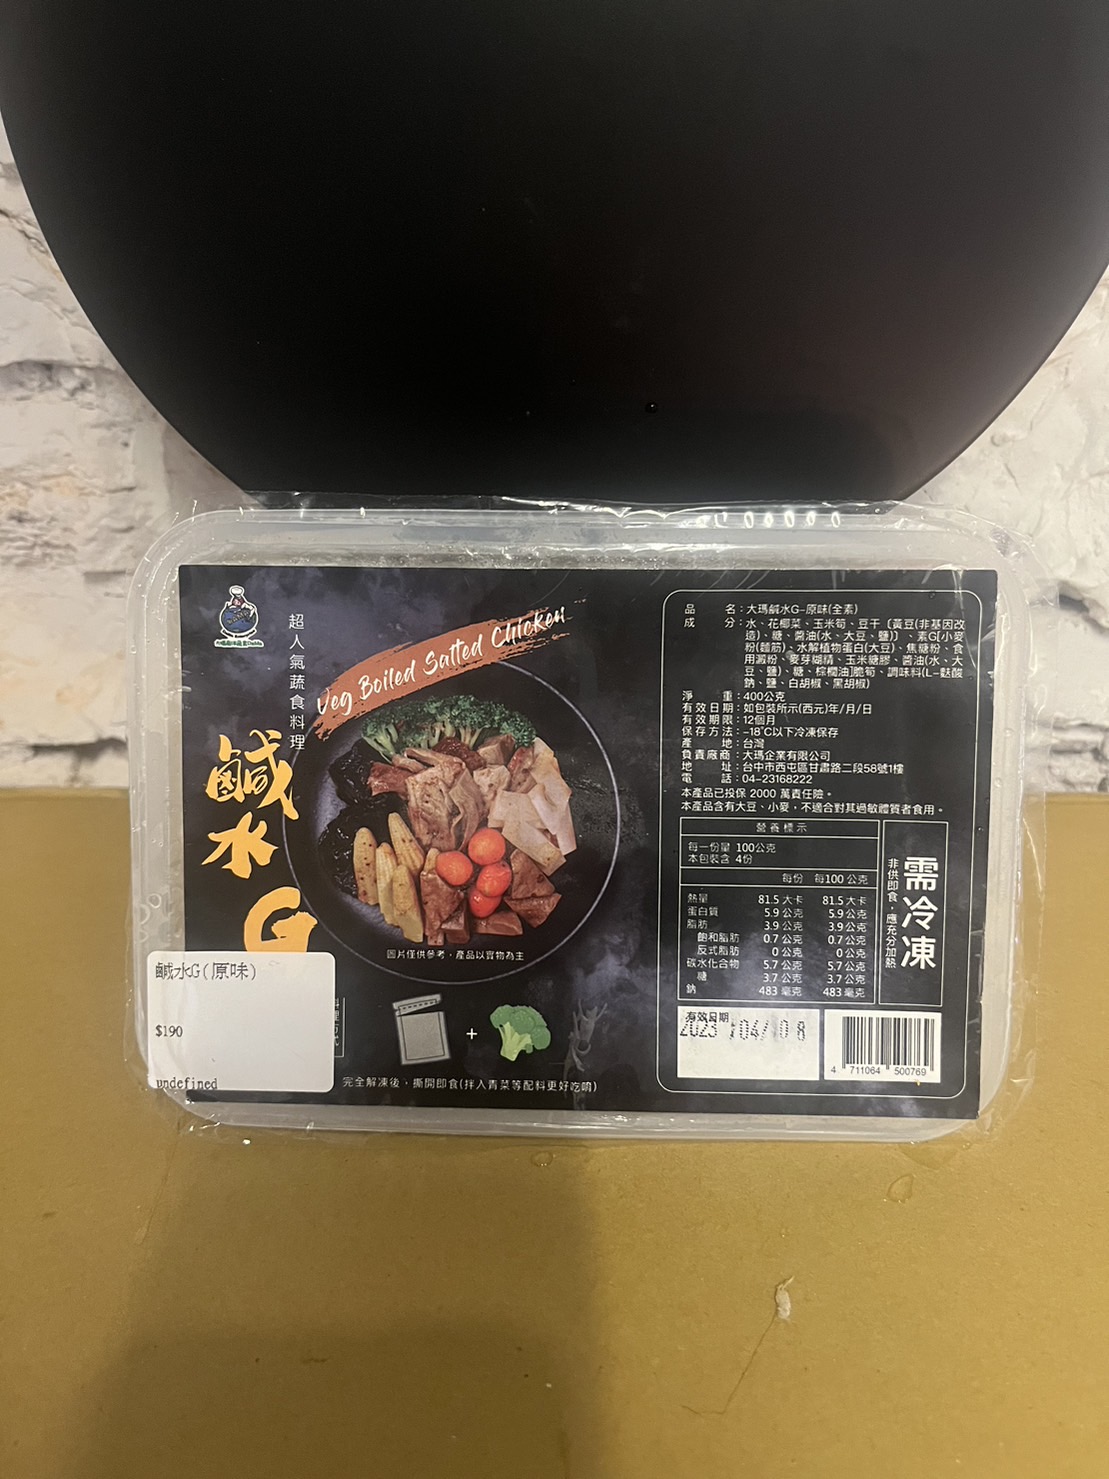 超人氣蔬食料理
Veg Boiled Salted Chicken
鹹水G
圖片僅供參考，產品以實物為主
鹹水G(原味)
$190
undefined
+
完全解凍後，撕開即食(拌入青菜等配料更好吃唷)
品名：大瑪鹹水G-原味(全素)
成分：水、花椰菜、玉米筍、豆干〔黃豆(非基因改
造)、糖、醬油(水、大豆、鹽)〕、素G[小麥
粉(麵筋)、水解植物蛋白(大豆)、焦糖粉、食
用澱粉、麥芽糊精、玉米糖膠、醬油(水、大
豆、鹽)、糖、棕櫚油]脆筍、調味料(L-麩酸
鈉、鹽、白胡椒、黑胡椒)
淨重：400公克
有效日期：如包裝所示(西元)年/月/日
有效期限：12個月
保存方法：-18°C以下冷凍保存
產地：台灣
負責廠商：大瑪企業有限公司
地址：台中市西屯區甘肅路二段58號1樓
電話：04-23168222
本產品已投保 2000 萬責任險。
本產品含有大豆、小麥，不適合對其過敏體質者食用。
營養標示
每一份量 100公克
本包裝含 4份
每份 每100公克
熱量 81.5大卡 81.5大卡
蛋白質 5.9公克 5.9公克
脂肪 3.9公克 3.9公克
飽和脂肪 0.7公克 0.7公克
反式脂肪 0公克 0公克
碳水化合物 5.7公克 5.7公克
糖 3.7公克 3.7公克
鈉 483毫克 483毫克
需冷凍
非供即食，應充分加熱
有效日期
2023 /04/ 08
4 711064 500769